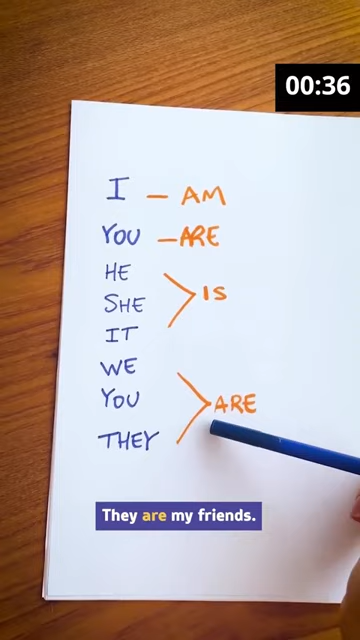 00:36
I — AM
YOU — ARE
HE
SHE
IS
IT
WE
YOU
ARE
THEY
They are my friends.